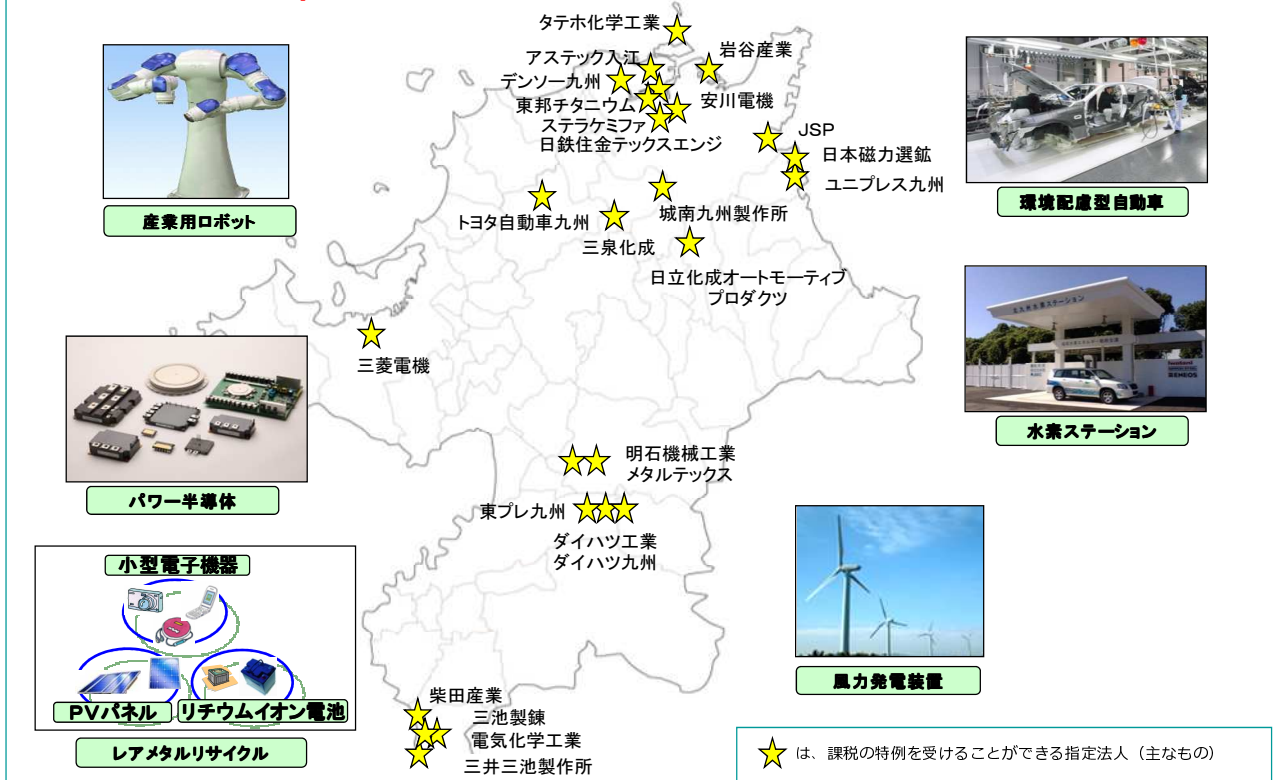 タテホ化学工業
岩谷産業
アステック入江
デンソー九州
東邦チタニウム
安川電機
ステラケミファ
日鉄住金テックスエンジ
JSP
日本磁力選鉱
ユニプレス九州
産業用ロボット
環境配慮型自動車
トヨタ自動車九州
城南九州製作所
三泉化成
日立化成オートモーティブ
プロダクツ
三菱電機
水素ステーション
パワー半導体
明石機械工業
メタルテックス
東プレ九州
ダイハツ工業
ダイハツ九州
小型電子機器
PVパネル
リチウムイオン電池
レアメタルリサイクル
風力発電装置
柴田産業
三池製錬
電気化学工業
三井三池製作所
は、課税の特例を受けることができる指定法人（主なもの）